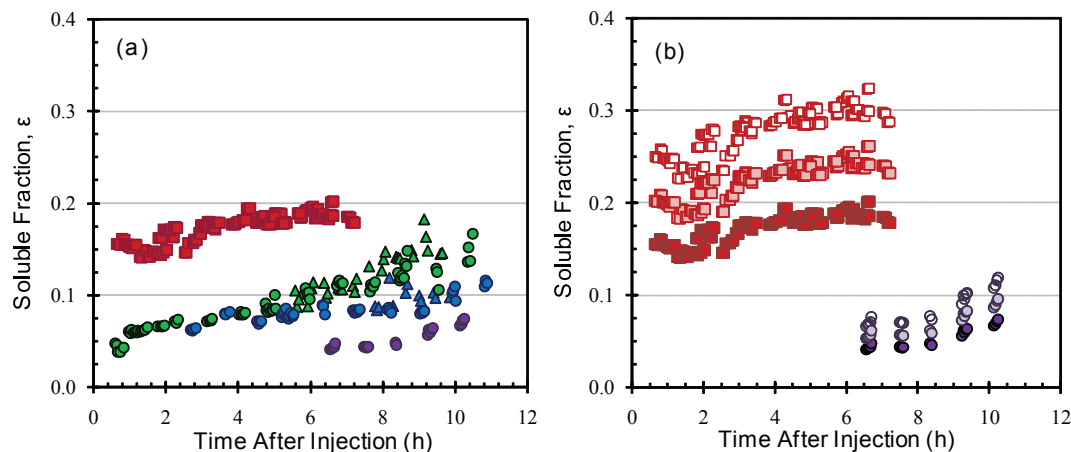 (a)
Soluble Fraction, ε
0.4
0.3
0.2
0.1
0.0
0 2 4 6 8 10 12
Time After Injection (h)
(b)
Soluble Fraction, ε
0.4
0.3
0.2
0.1
0.0
0 2 4 6 8 10 12
Time After Injection (h)